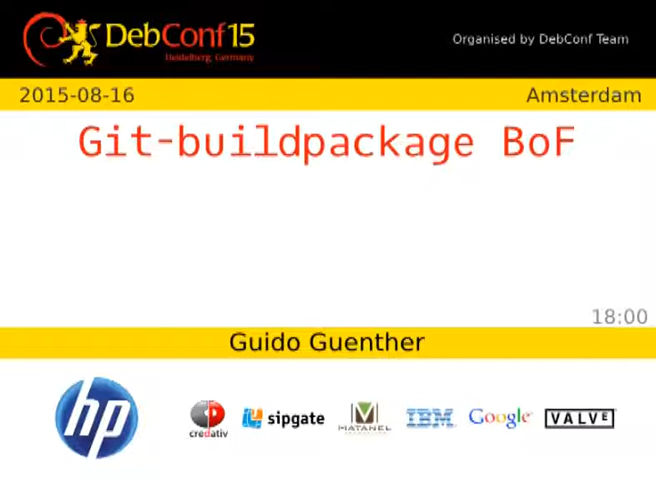 DebConf15
Heidelberg, Germany
Organised by DebConf Team
2015-08-16
Amsterdam
Git-buildpackage BoF
18:00
Guido Guenther
hp
credativ
sipgate
MATANEL
IBM
Google
VALVE